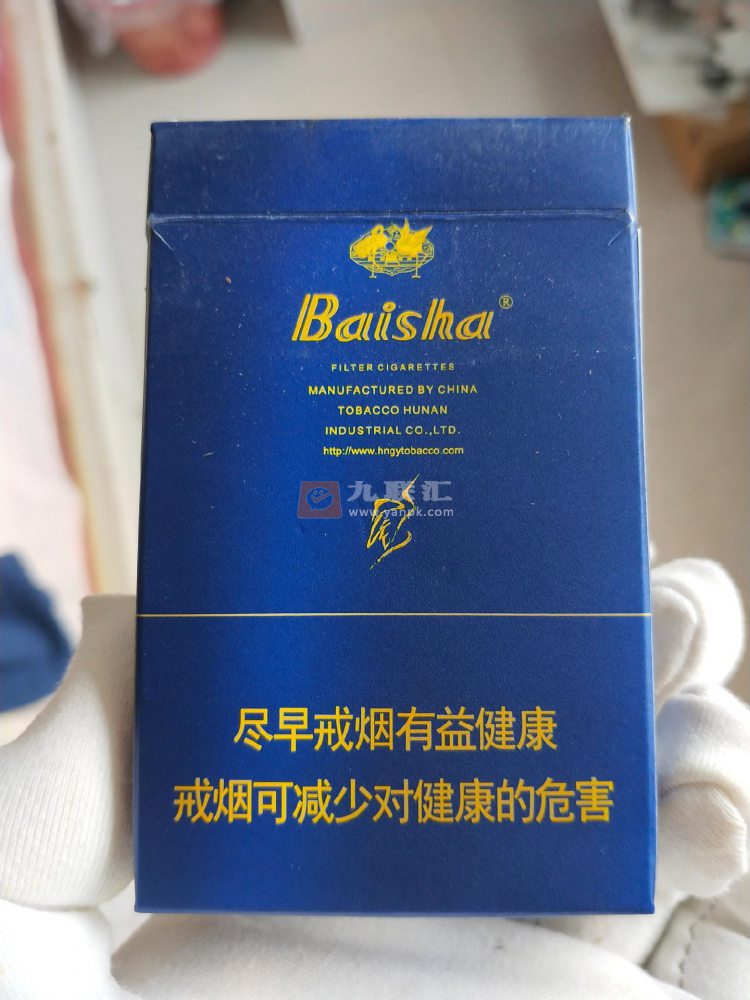 Baisha®
FILTER CIGARETTES
MANUFACTURED BY CHINA
TOBACCO HUNAN
INDUSTRIAL CO.,LTD.
http://www.hngytobacco.com
九联汇
www.yanpk.com
尽早戒烟有益健康
戒烟可减少对健康的危害